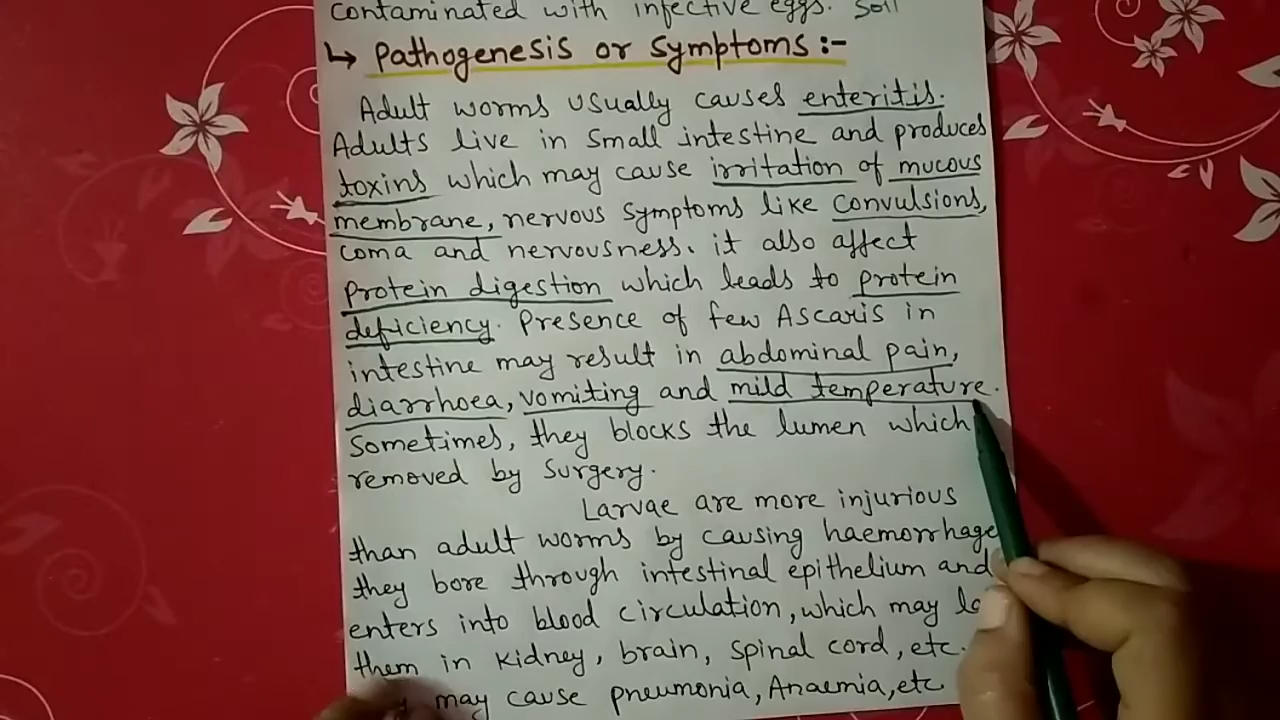 contaminated with infective eggs. Soil
↳ Pathogenesis or Symptoms :-
Adult worms usually causes enteritis.
Adults live in small intestine and produces
toxins which may cause irritation of mucous
membrane, nervous symptoms like convulsions,
coma and nervousness. it also affect
protein digestion which leads to protein
deficiency. Presence of few Ascaris in
intestine may result in abdominal pain,
diarrhoea, vomiting and mild temperature.
Sometimes, they blocks the lumen which
removed by surgery.
Larvae are more injurious
than adult worms by causing haemorrhage
they bore through intestinal epithelium and
enters into blood circulation, which may
them in kidney, brain, spinal cord, etc.
may cause pneumonia, Anaemia, etc